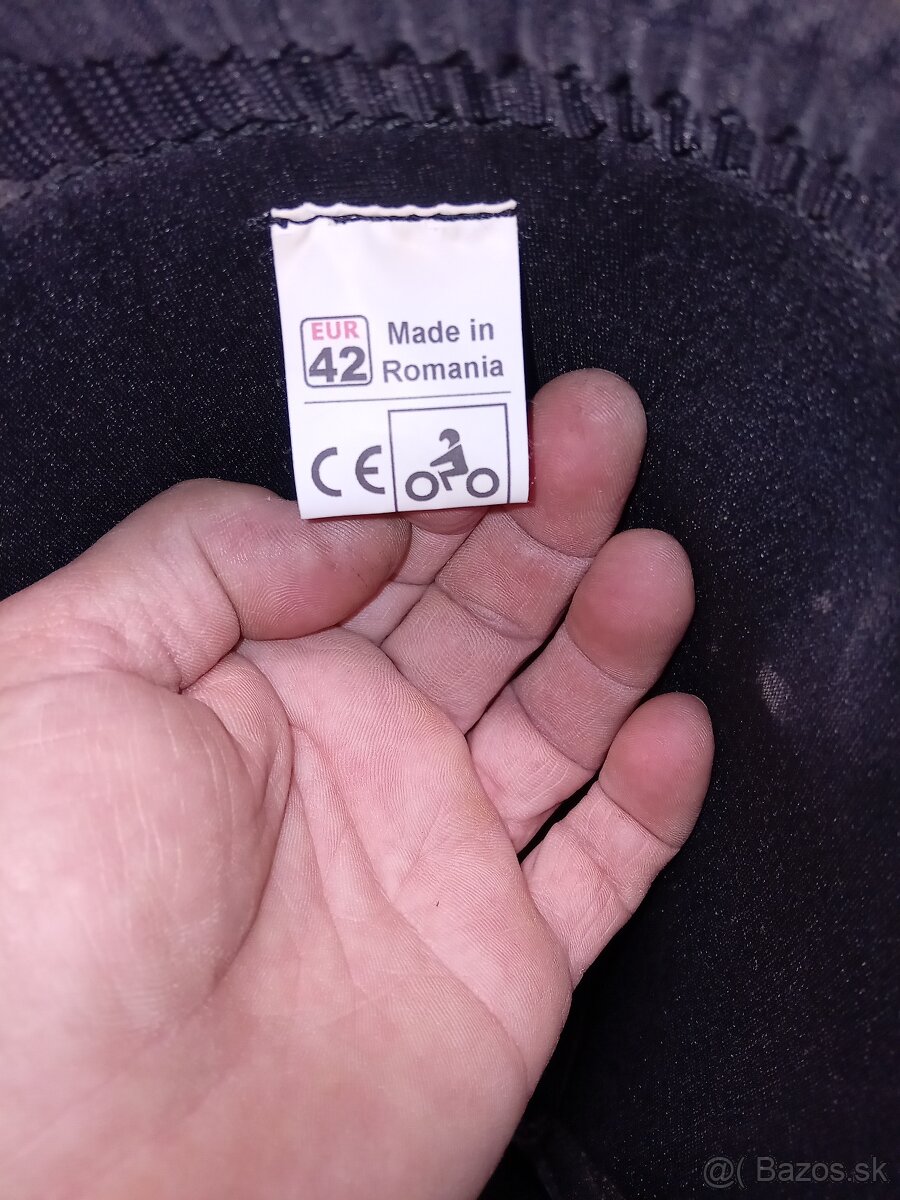 EUR
42
Made in
Romania
CE
@( Bazos.sk